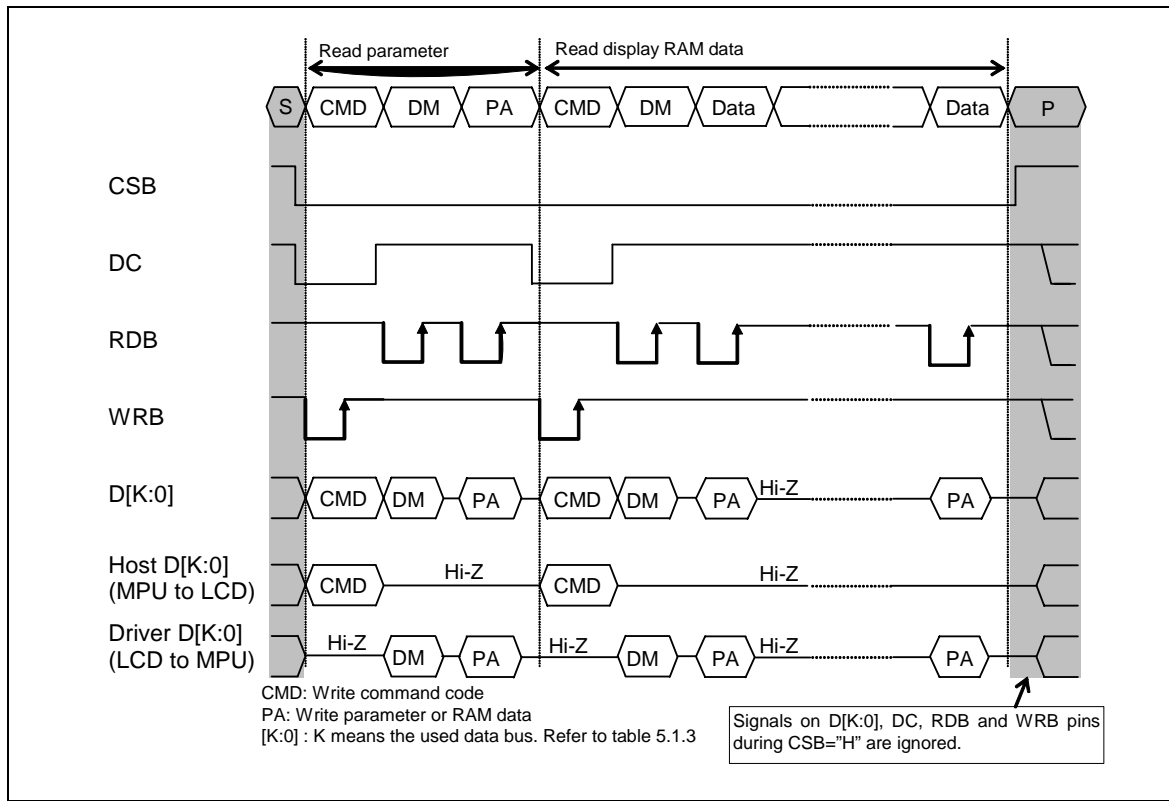 Read parameter
Read display RAM data
S CMD DM PA CMD DM Data Data P
CSB
DC
RDB
WRB
D[K:0] CMD DM PA CMD DM PA Hi-Z PA
Host D[K:0]
(MPU to LCD) CMD Hi-Z CMD Hi-Z
Driver D[K:0]
(LCD to MPU) Hi-Z DM PA Hi-Z DM PA Hi-Z PA
CMD: Write command code
PA: Write parameter or RAM data
[K:0] : K means the used data bus. Refer to table 5.1.3
Signals on D[K:0], DC, RDB and WRB pins
during CSB=”H” are ignored.